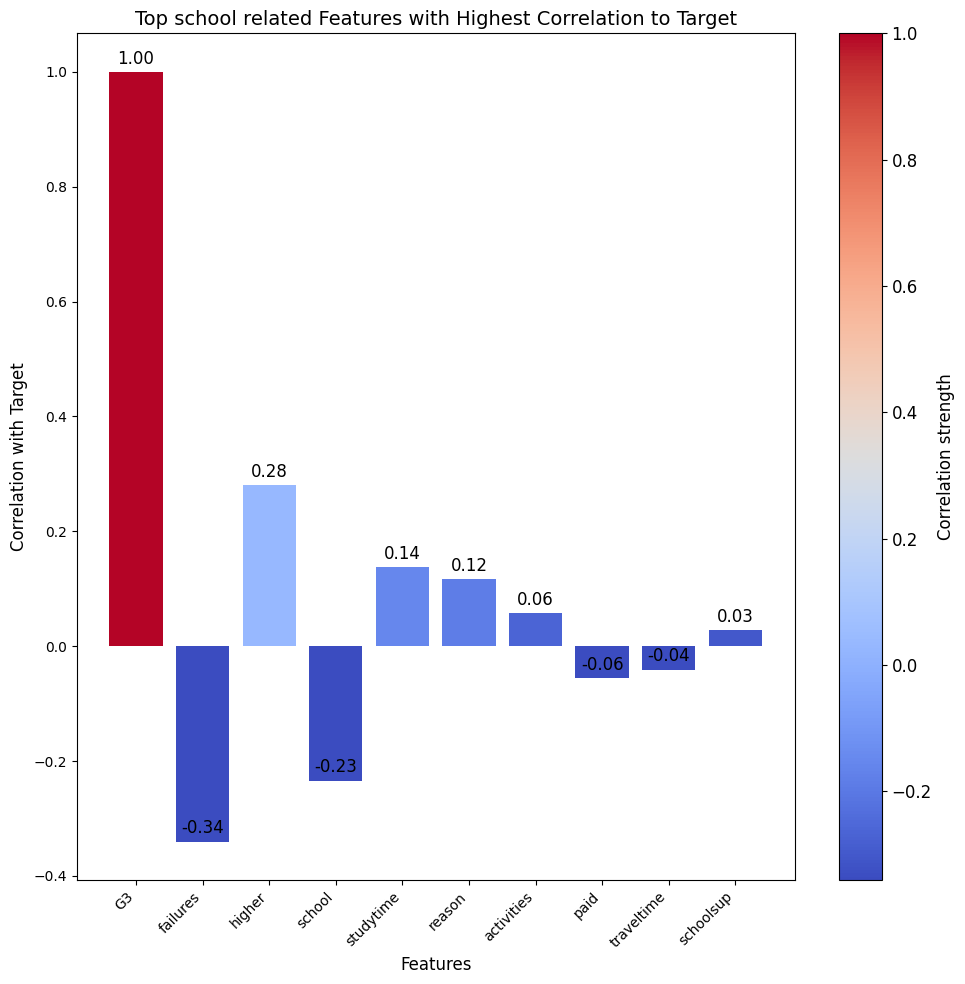 Top school related Features with Highest Correlation to Target
Correlation with Target
1.0
0.8
0.6
0.4
0.2
0.0
−0.2
−0.4
1.00
-0.34
0.28
-0.23
0.14
0.12
0.06
-0.06
-0.04
0.03
G3
failures
higher
school
studytime
reason
activities
paid
traveltime
schoolsup
Features
1.0
0.8
0.6
0.4
0.2
0.0
−0.2
Correlation strength